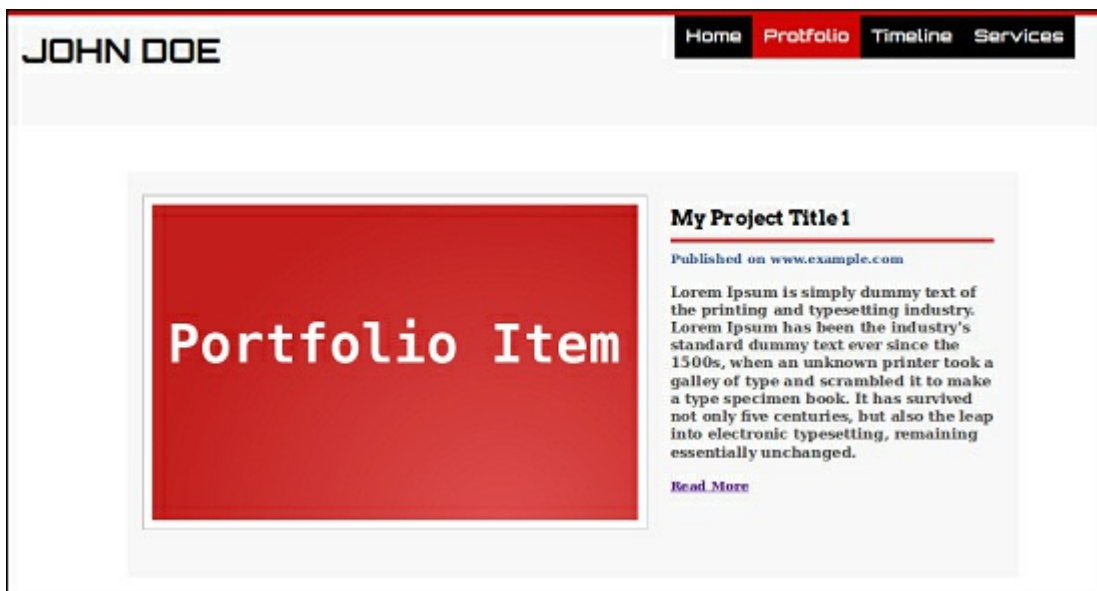 JOHN DOE
Home Protfolio Timeline Services
Portfolio Item
My Project Title 1
Published on www.example.com
Lorem Ipsum is simply dummy text of
the printing and typesetting industry.
Lorem Ipsum has been the industry's
standard dummy text ever since the
1500s, when an unknown printer took a
galley of type and scrambled it to make
a type specimen book. It has survived
not only five centuries, but also the leap
into electronic typesetting, remaining
essentially unchanged.
Read More